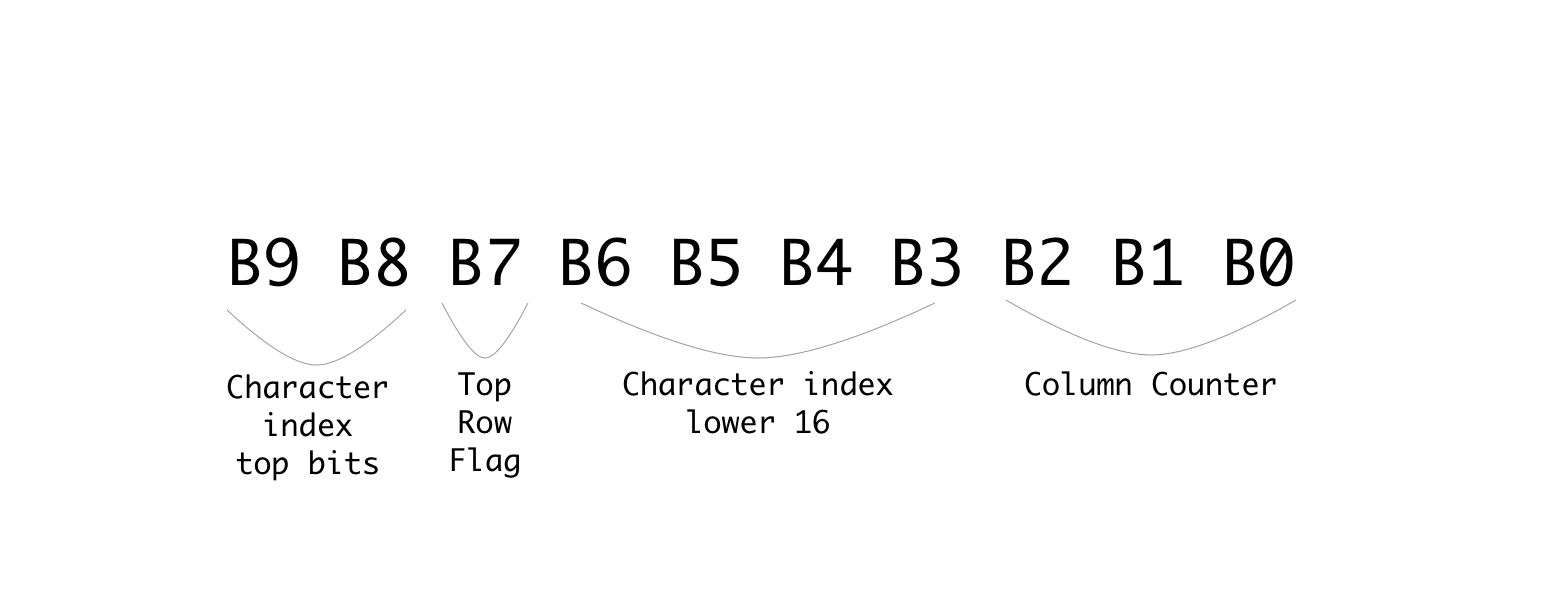 B9 B8 B7 B6 B5 B4 B3 B2 B1 B0
Character
index
top bits
Top
Row
Flag
Character index
lower 16
Column Counter